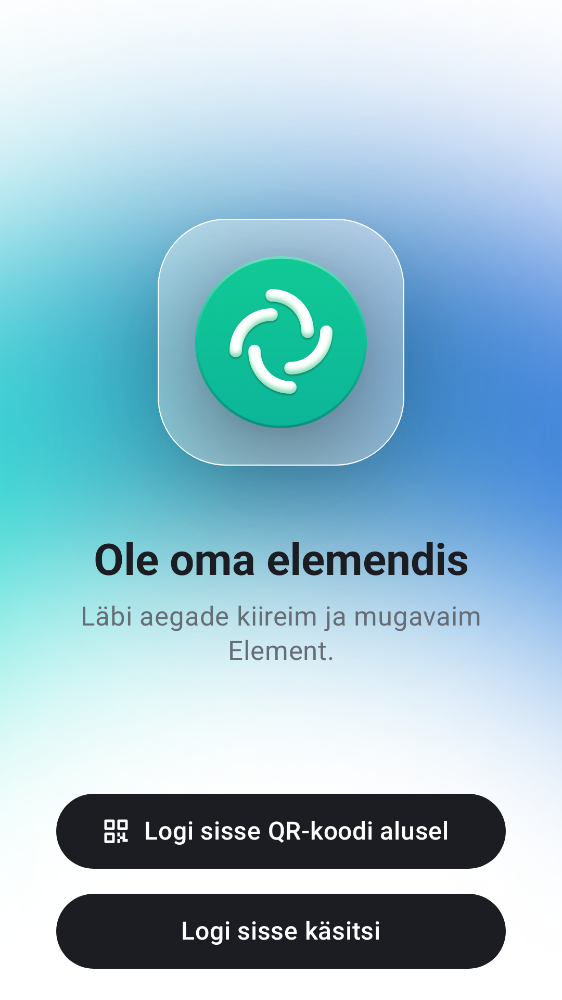 Ole oma elemendis
Läbi aegade kiireim ja mugavaim
Element.
Logi sisse QR-koodi alusel
Logi sisse käsitsi